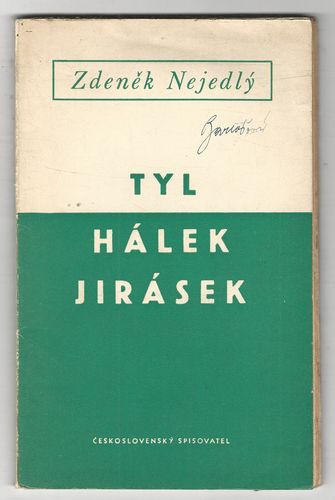 Zdeněk Nejedlý
TYL
HÁLEK
JIRÁSEK
ČESKOSLOVENSKÝ SPISOVATEL